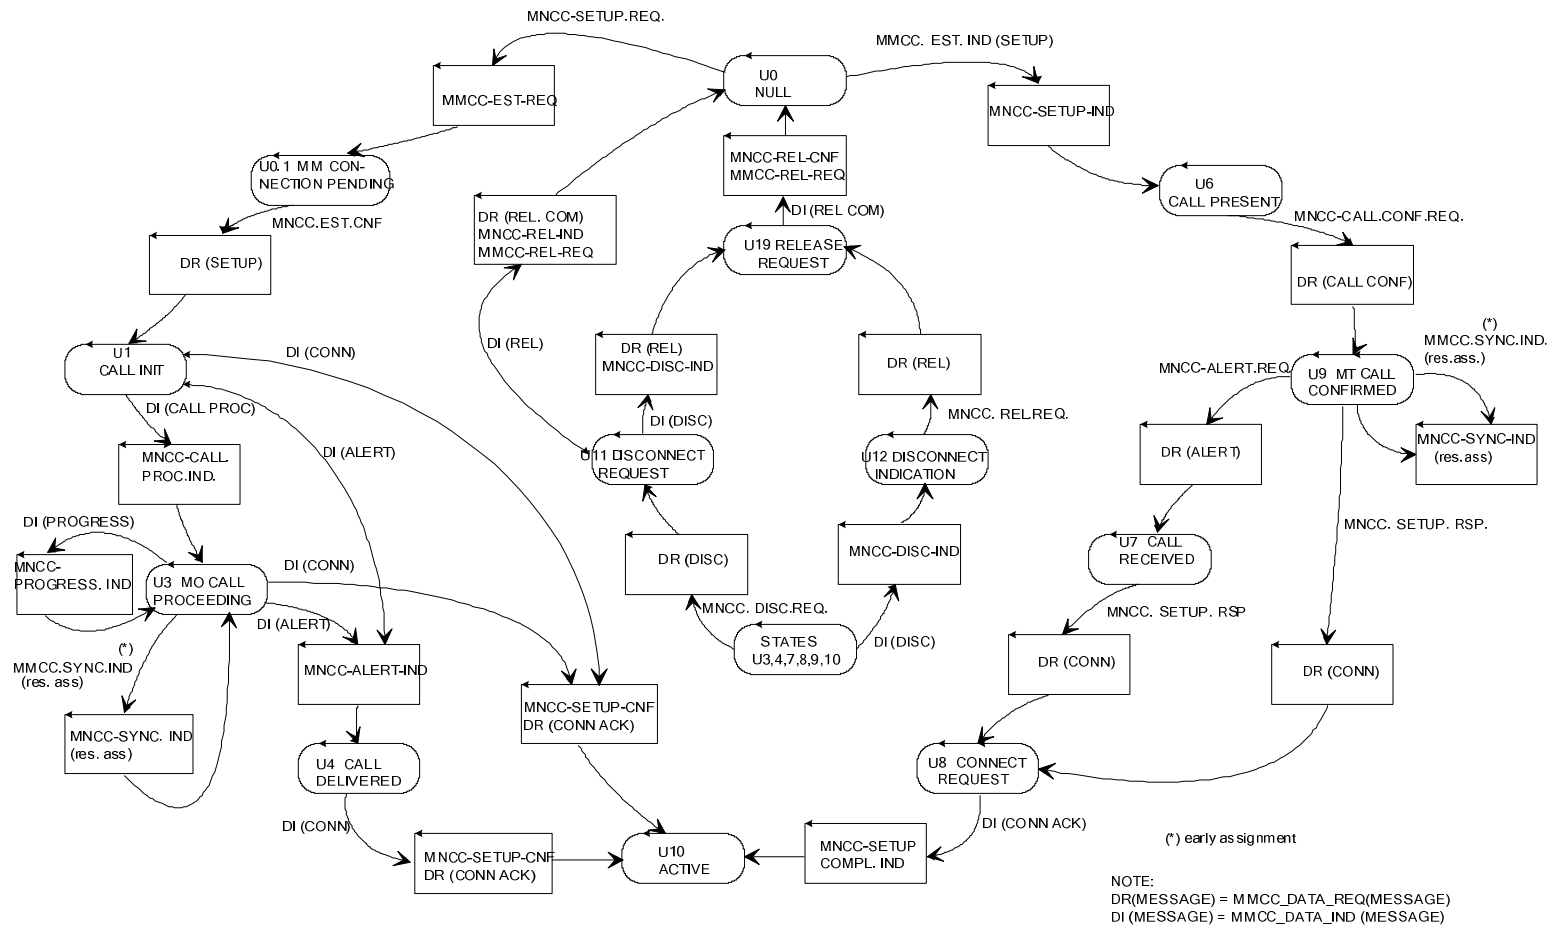 MNCC-SETUP.REQ.
MMCC. EST. IND (SETUP)
U0
NULL
MMCC-EST-REQ
MNCC-SETUP-IND
U0.1 MM CON-
NECTION PENDING
MNCC-REL-CNF
MMCC-REL-REQ
U6
CALL PRESENT
MNCC.EST.CNF
DR (REL. COM)
MNCC-REL-IND
MMCC-REL-REQ
DI (REL COM)
MNCC-CALL.CONF.REQ.
DR (SETUP)
U19 RELEASE
REQUEST
DR (CALL CONF)
U1
CALL INIT
DI (CONN)
DI (REL)
DR (REL)
MNCC-DISC-IND
DR (REL)
MNCC-ALERT.REQ.
U9 MT CALL
CONFIRMED
(*)
MMCC.SYNC.IND.
(res.ass.)
DI (CALL PROC)
DI (DISC)
MNCC. REL.REQ.
MNCC-CALL.
PROC.IND.
DI (ALERT)
U11 DISCONNECT
REQUEST
U12 DISCONNECT
INDICATION
DR (ALERT)
MNCC-SYNC-IND
(res.ass)
DI (PROGRESS)
MNCC. SETUP. RSP.
MNCC-
PROGRESS. IND
U3 MO CALL
PROCEEDING
DI (CONN)
DR (DISC)
MNCC-DISC-IND
U7 CALL
RECEIVED
DI (ALERT)
MNCC. DISC.REQ.
STATES
U3,4,7,8,9,10
DI (DISC)
MNCC. SETUP. RSP
(*)
MMCC.SYNC.IND
(res. ass)
MNCC-ALERT-IND
DR (CONN)
DR (CONN)
MNCC-SYNC. IND
(res. ass)
MNCC-SETUP-CNF
DR (CONN ACK)
U4 CALL
DELIVERED
U8 CONNECT
REQUEST
DI (CONN)
DI (CONN ACK)
MNCC-SETUP-CNF
DR (CONN ACK)
U10
ACTIVE
MNCC-SETUP
COMPL. IND
(*) early assignment
NOTE:
DR(MESSAGE) = MMCC_DATA_REQ(MESSAGE)
DI (MESSAGE) = MMCC_DATA_IND (MESSAGE)